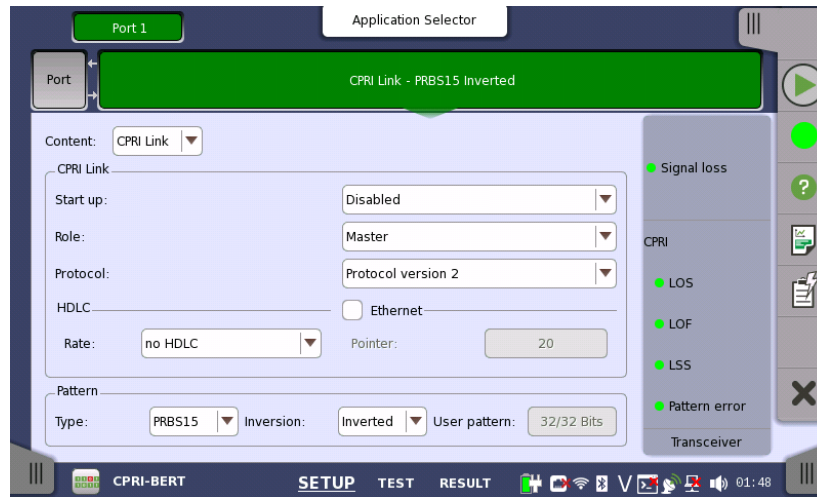 Port 1
Application Selector
Port
CPRI Link - PRBS15 Inverted
Content: CPRI Link
CPRI Link
Start up: Disabled
Role: Master
Protocol: Protocol version 2
HDLC
Ethernet
Rate: no HDLC
Pointer: 20
Pattern
Type: PRBS15
Inversion: Inverted
User pattern: 32/32 Bits
Signal loss
CPRI
LOS
LOF
LSS
Pattern error
Transceiver
CPRI-BERT
SETUP
TEST
RESULT
V
01:48